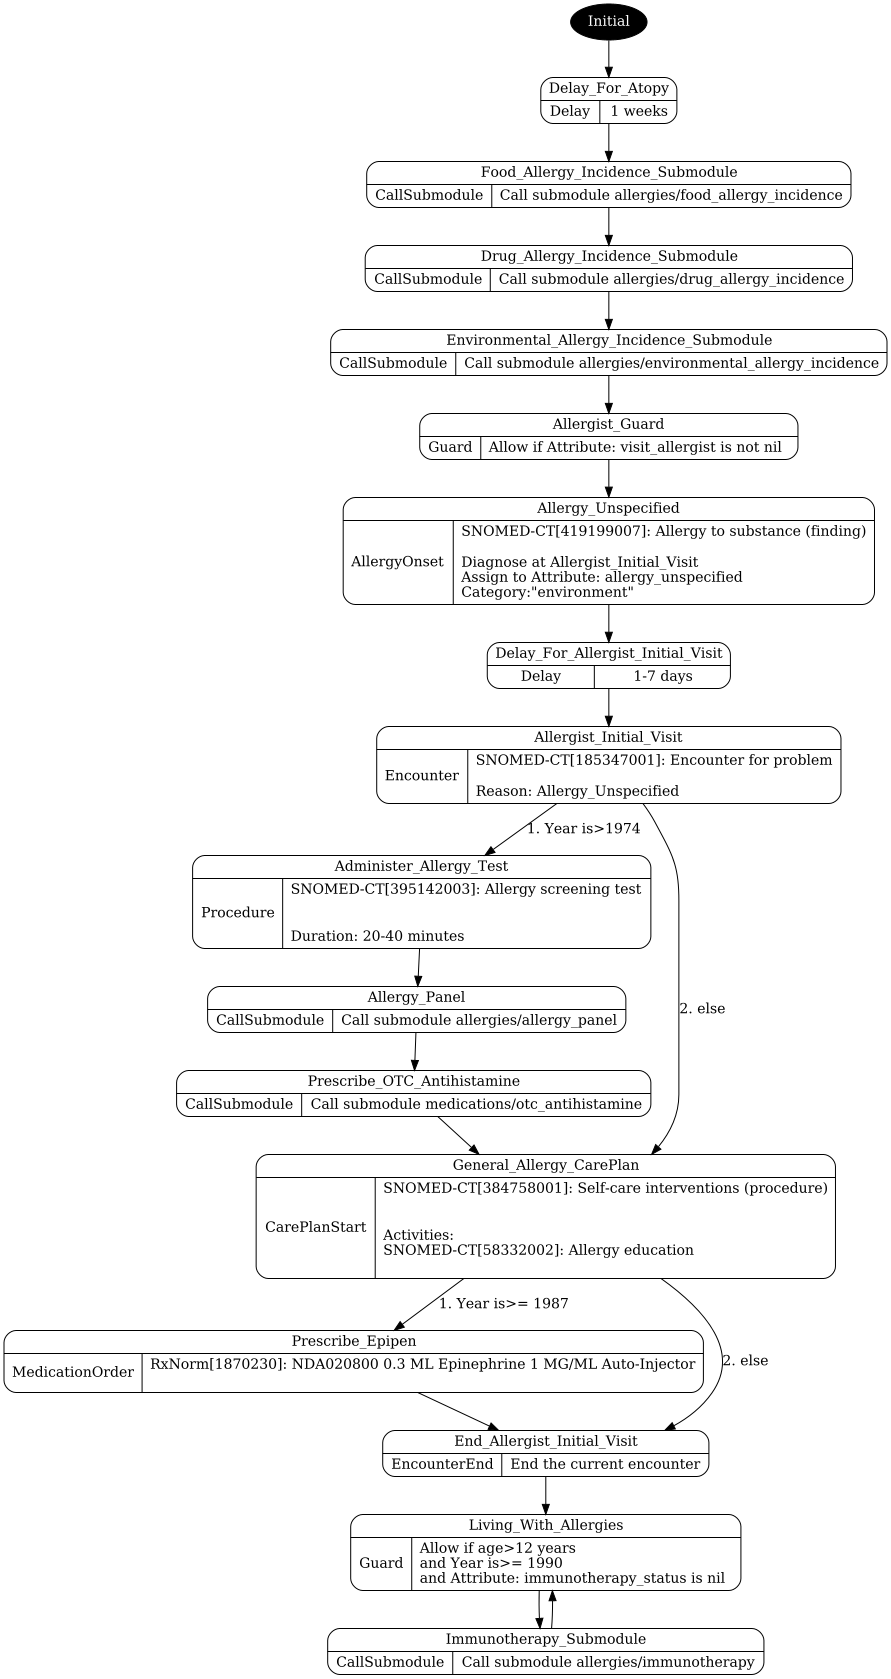 Initial
Delay_For_Atopy
Delay 1 weeks
Food_Allergy_Incidence_Submodule
CallSubmodule Call submodule allergies/food_allergy_incidence
Drug_Allergy_Incidence_Submodule
CallSubmodule Call submodule allergies/drug_allergy_incidence
Environmental_Allergy_Incidence_Submodule
CallSubmodule Call submodule allergies/environmental_allergy_incidence
Allergist_Guard
Guard Allow if Attribute: visit_allergist is not nil
Allergy_Unspecified
SNOMED-CT[419199007]: Allergy to substance (finding)
AllergyOnset
Diagnose at Allergist_Initial_Visit
Assign to Attribute: allergy_unspecified
Category:"environment"
Delay_For_Allergist_Initial_Visit
Delay 1-7 days
Allergist_Initial_Visit
SNOMED-CT[185347001]: Encounter for problem
Encounter
Reason: Allergy_Unspecified
1. Year is>1974
Administer_Allergy_Test
SNOMED-CT[395142003]: Allergy screening test
Procedure
Duration: 20-40 minutes
Allergy_Panel
2. else
CallSubmodule Call submodule allergies/allergy_panel
Prescribe_OTC_Antihistamine
CallSubmodule Call submodule medications/otc_antihistamine
General_Allergy_CarePlan
SNOMED-CT[384758001]: Self-care interventions (procedure)
CarePlanStart
Activities:
SNOMED-CT[58332002]: Allergy education
1. Year is>= 1987
Prescribe_Epipen
2. else
MedicationOrder RxNorm[1870230]: NDA020800 0.3 ML Epinephrine 1 MG/ML Auto-Injector
End_Allergist_Initial_Visit
EncounterEnd End the current encounter
Living_With_Allergies
Allow if age>12 years
Guard and Year is>= 1990
and Attribute: immunotherapy_status is nil
Immunotherapy_Submodule
CallSubmodule Call submodule allergies/immunotherapy